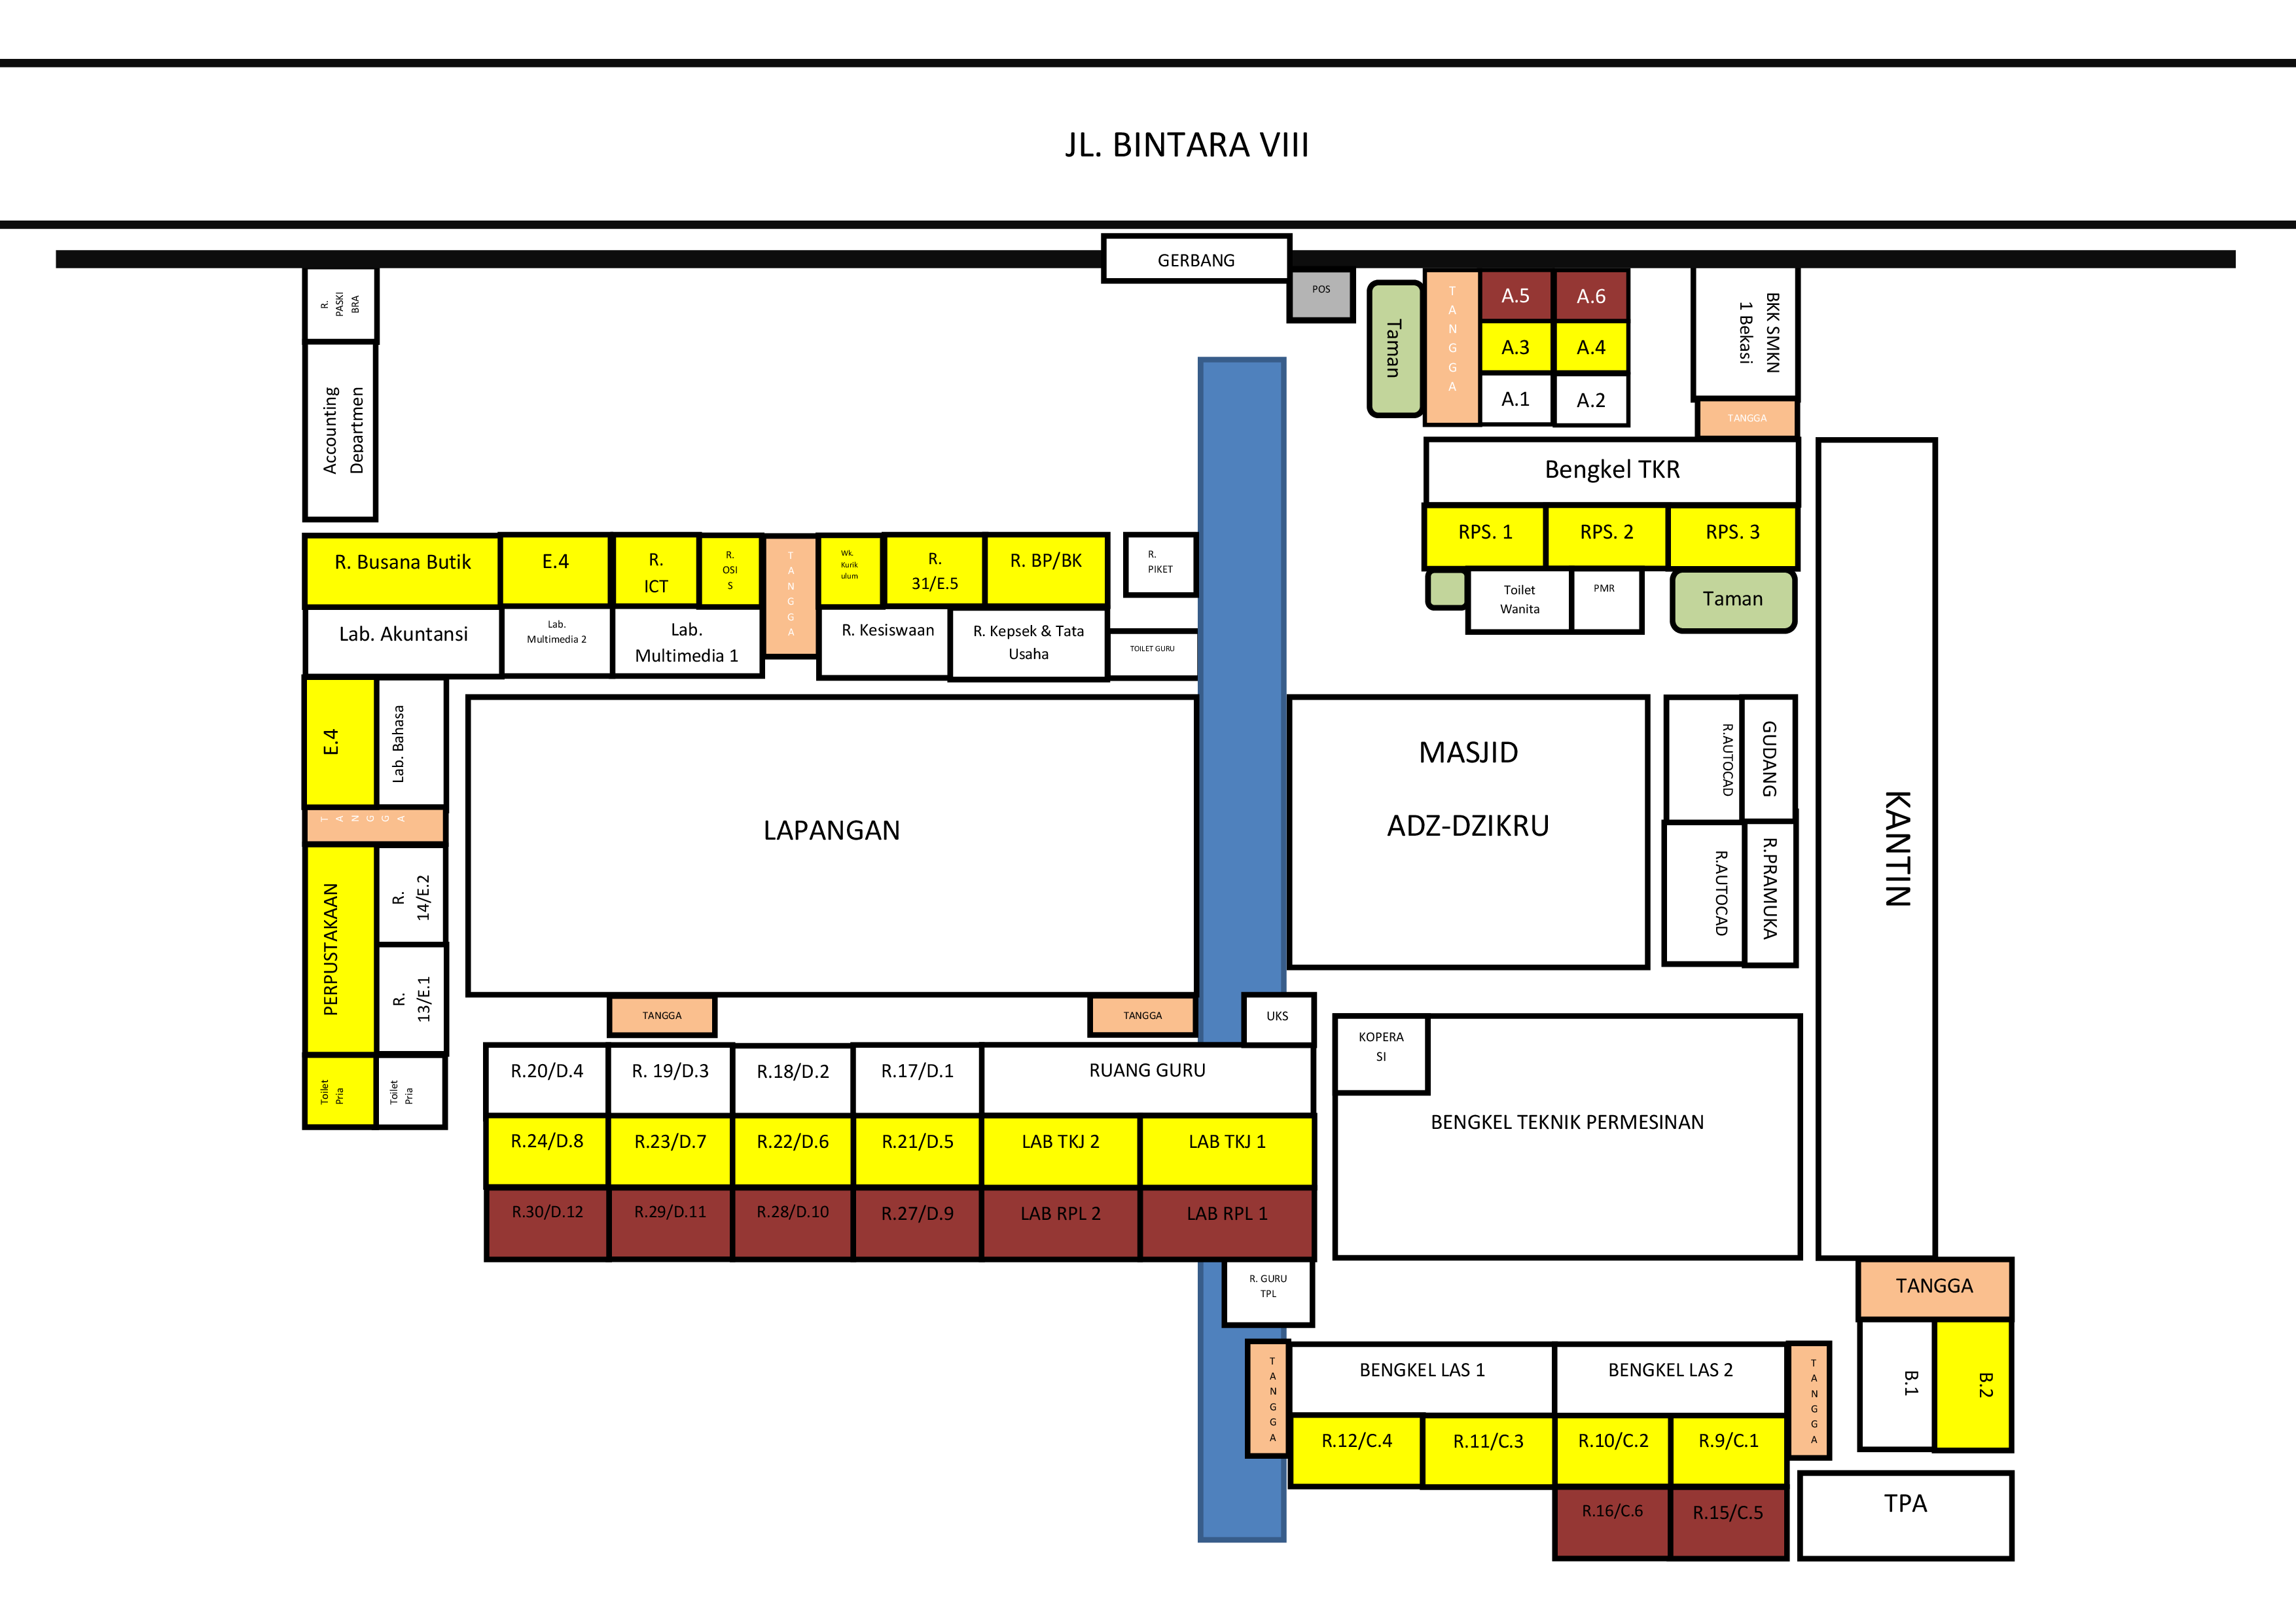 JL. BINTARA VIII
GERBANG
POS
R.
PASKI
BRA
Accounting
Departmen
Taman
TANGGA
A.5
A.6
A.3
A.4
A.1
A.2
BKK SMKN
1 Bekasi
TANGGA
Bengkel TKR
RPS. 1
RPS. 2
RPS. 3
Toilet
Wanita
PMR
Taman
R. Busana Butik
E.4
R.
ICT
R.
OSI
S
TANGGA
Wk.
Kurik
ulum
R.
31/E.5
R. BP/BK
R.
PIKET
Lab. Akuntansi
Lab.
Multimedia 2
Lab.
Multimedia 1
R. Kesiswaan
R. Kepsek & Tata
Usaha
TOILET GURU
E.4
Lab. Bahasa
TANGGA
PERPUSTAKAAN
R.
14/E.2
R.
13/E.1
Toilet
Pria
Toilet
Pria
LAPANGAN
MASJID
ADZ-DZIKRU
R.AUTOCAD
GUDANG
R.AUTOCAD
R.PRAMUKA
KANTIN
TANGGA
TANGGA
UKS
KOPERA
SI
BENGKEL TEKNIK PERMESINAN
R.20/D.4
R. 19/D.3
R.18/D.2
R.17/D.1
RUANG GURU
R.24/D.8
R.23/D.7
R.22/D.6
R.21/D.5
LAB TKJ 2
LAB TKJ 1
R.30/D.12
R.29/D.11
R.28/D.10
R.27/D.9
LAB RPL 2
LAB RPL 1
R. GURU
TPL
TANGGA
TANGGA
BENGKEL LAS 1
BENGKEL LAS 2
TANGGA
B.1
B.2
R.12/C.4
R.11/C.3
R.10/C.2
R.9/C.1
R.16/C.6
R.15/C.5
TPA